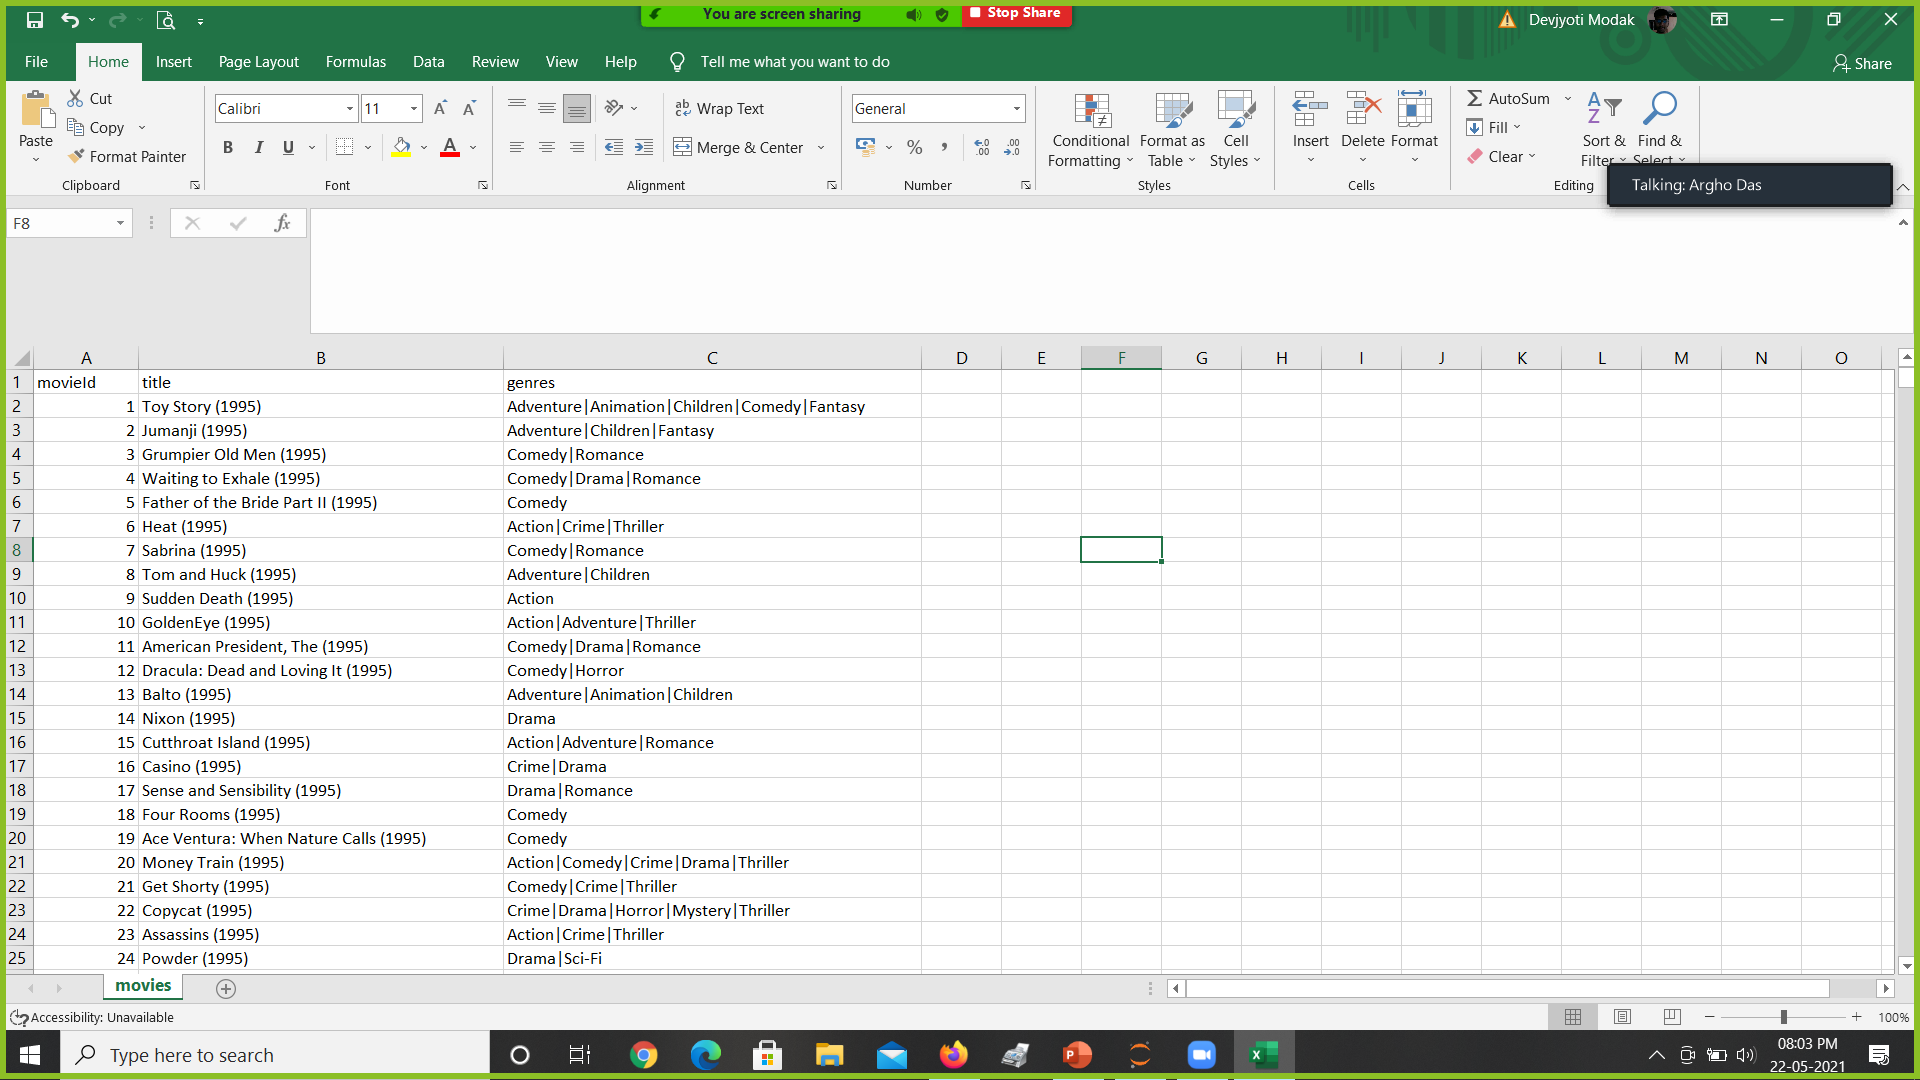 You are screen sharing Stop Share
Devjyoti Modak
File Home Insert Page Layout Formulas Data Review View Help Tell me what you want to do Share
Paste Cut Copy Format Painter Clipboard
Calibri 11 B I U A Font
Wrap Text Merge & Center Alignment
General % , Number
Conditional Formatting Format as Table Cell Styles Styles
Insert Delete Format Cells
AutoSum Fill Clear Sort & Filter Find & Select Editing
Talking: Argho Das
F8 fx
A B C D E F G H I J K L M N O
1 movieId title genres
2 1 Toy Story (1995) Adventure|Animation|Children|Comedy|Fantasy
3 2 Jumanji (1995) Adventure|Children|Fantasy
4 3 Grumpier Old Men (1995) Comedy|Romance
5 4 Waiting to Exhale (1995) Comedy|Drama|Romance
6 5 Father of the Bride Part II (1995) Comedy
7 6 Heat (1995) Action|Crime|Thriller
8 7 Sabrina (1995) Comedy|Romance
9 8 Tom and Huck (1995) Adventure|Children
10 9 Sudden Death (1995) Action
11 10 GoldenEye (1995) Action|Adventure|Thriller
12 11 American President, The (1995) Comedy|Drama|Romance
13 12 Dracula: Dead and Loving It (1995) Comedy|Horror
14 13 Balto (1995) Adventure|Animation|Children
15 14 Nixon (1995) Drama
16 15 Cutthroat Island (1995) Action|Adventure|Romance
17 16 Casino (1995) Crime|Drama
18 17 Sense and Sensibility (1995) Drama|Romance
19 18 Four Rooms (1995) Comedy
20 19 Ace Ventura: When Nature Calls (1995) Comedy
21 20 Money Train (1995) Action|Comedy|Crime|Drama|Thriller
22 21 Get Shorty (1995) Comedy|Crime|Thriller
23 22 Copycat (1995) Crime|Drama|Horror|Mystery|Thriller
24 23 Assassins (1995) Action|Crime|Thriller
25 24 Powder (1995) Drama|Sci-Fi
movies
Accessibility: Unavailable 100%
Type here to search
08:03 PM
22-05-2021